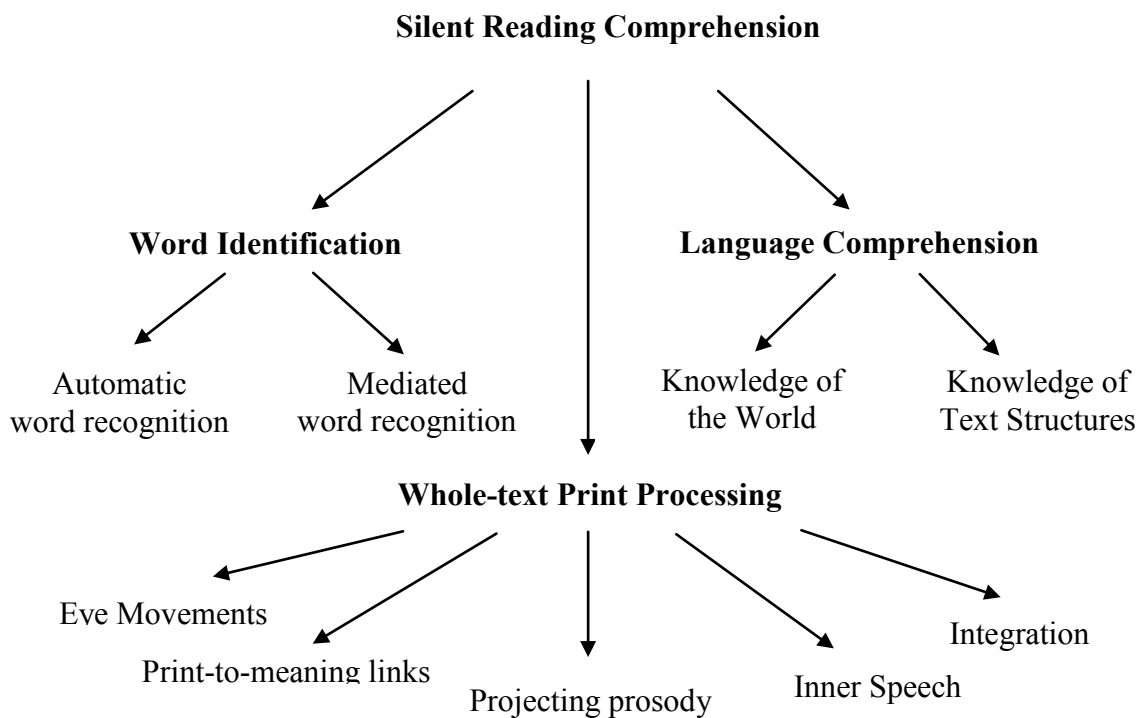 Silent Reading Comprehension
Word Identification
Language Comprehension
Automatic
word recognition
Mediated
word recognition
Knowledge of
the World
Knowledge of
Text Structures
Whole-text Print Processing
Eve Movements
Print-to-meaning links
Projecting prosody
Inner Speech
Integration